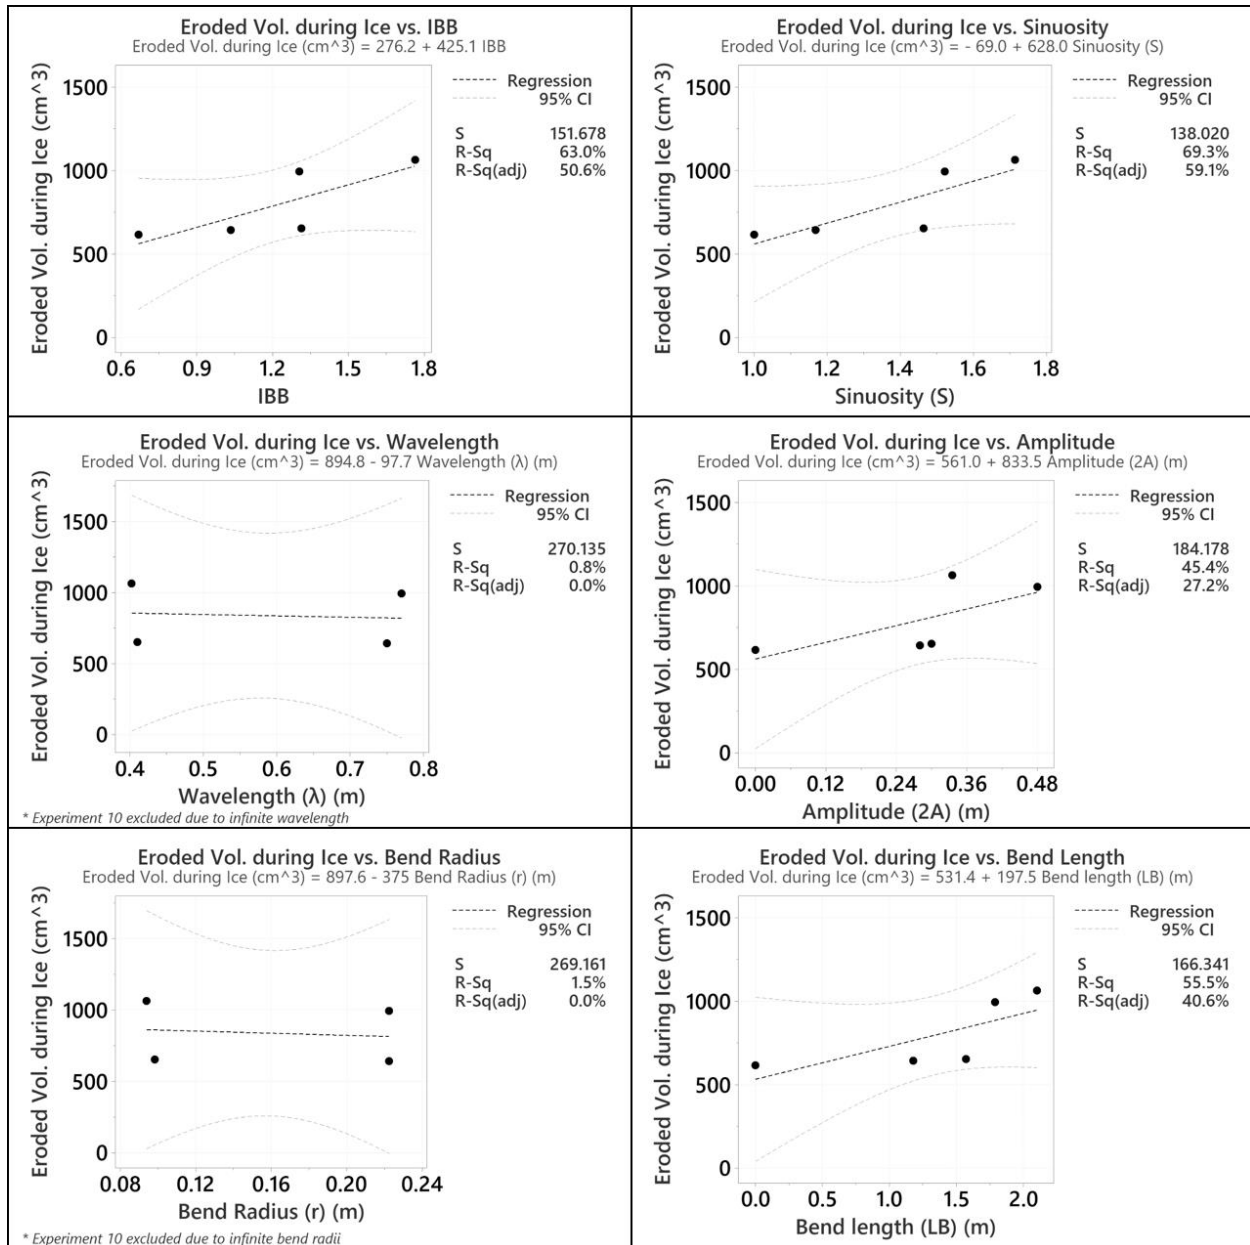 Eroded Vol. during Ice vs. IBB
Eroded Vol. during Ice (cm^3) = 276.2 + 425.1 IBB
Eroded Vol. during Ice (cm^3)
1500
1000
500
0
0.6 0.9 1.2 1.5 1.8
IBB
Regression
95% CI
S 151.678
R-Sq 63.0%
R-Sq(adj) 50.6%
Eroded Vol. during Ice vs. Sinuosity
Eroded Vol. during Ice (cm^3) = - 69.0 + 628.0 Sinuosity (S)
Eroded Vol. during Ice (cm^3)
1500
1000
500
0
1.0 1.2 1.4 1.6 1.8
Sinuosity (S)
Regression
95% CI
S 138.020
R-Sq 69.3%
R-Sq(adj) 59.1%
Eroded Vol. during Ice vs. Wavelength
Eroded Vol. during Ice (cm^3) = 894.8 - 97.7 Wavelength (λ) (m)
Eroded Vol. during Ice (cm^3)
1500
1000
500
0
0.4 0.5 0.6 0.7 0.8
Wavelength (λ) (m)
* Experiment 10 excluded due to infinite wavelength
Regression
95% CI
S 270.135
R-Sq 0.8%
R-Sq(adj) 0.0%
Eroded Vol. during Ice vs. Amplitude
Eroded Vol. during Ice (cm^3) = 561.0 + 833.5 Amplitude (2A) (m)
Eroded Vol. during Ice (cm^3)
1500
1000
500
0
0.00 0.12 0.24 0.36 0.48
Amplitude (2A) (m)
Regression
95% CI
S 184.178
R-Sq 45.4%
R-Sq(adj) 27.2%
Eroded Vol. during Ice vs. Bend Radius
Eroded Vol. during Ice (cm^3) = 897.6 - 375 Bend Radius (r) (m)
Eroded Vol. during Ice (cm^3)
1500
1000
500
0
0.08 0.12 0.16 0.20 0.24
Bend Radius (r) (m)
* Experiment 10 excluded due to infinite bend radii
Regression
95% CI
S 269.161
R-Sq 1.5%
R-Sq(adj) 0.0%
Eroded Vol. during Ice vs. Bend Length
Eroded Vol. during Ice (cm^3) = 531.4 + 197.5 Bend length (LB) (m)
Eroded Vol. during Ice (cm^3)
1500
1000
500
0
0.0 0.5 1.0 1.5 2.0
Bend length (LB) (m)
Regression
95% CI
S 166.341
R-Sq 55.5%
R-Sq(adj) 40.6%